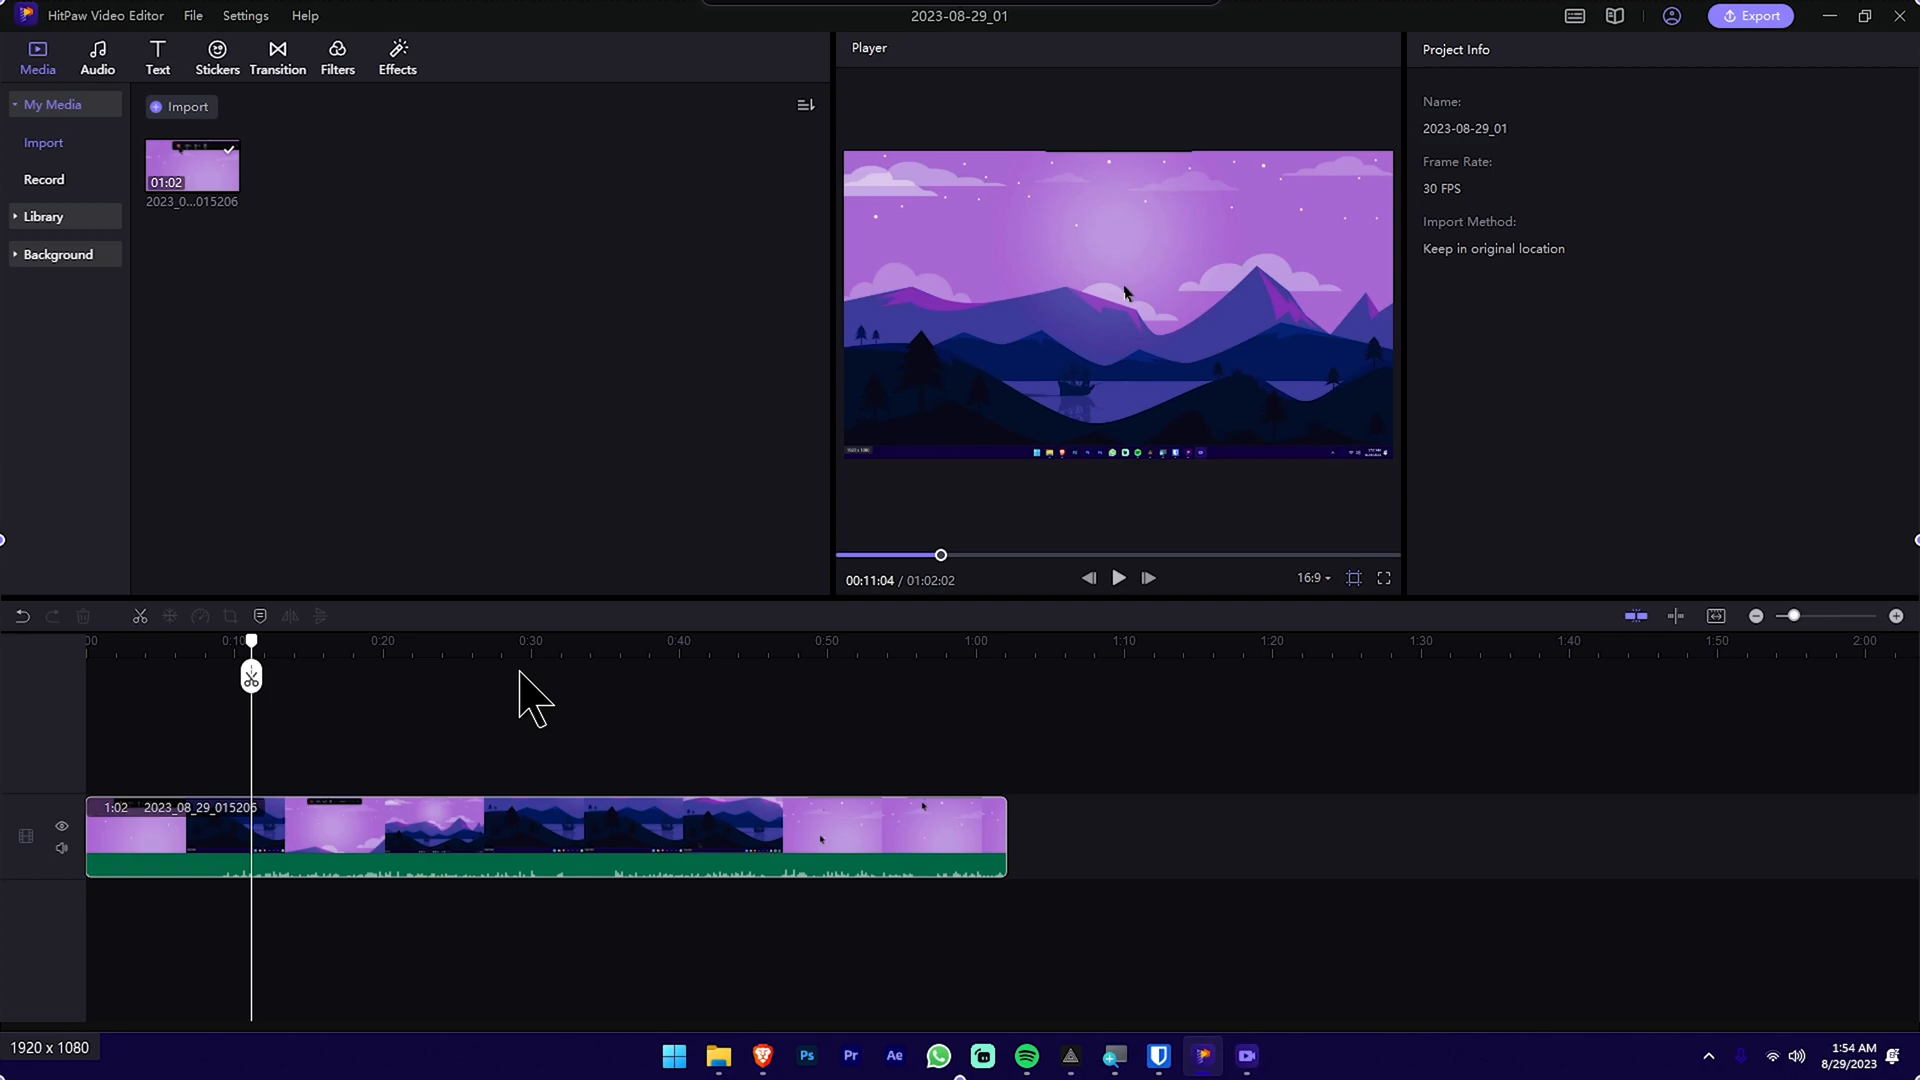 HitPaw Video Editor File Settings Help 2023-08-29_01 Export
Media Audio Text Stickers Transition Filters Effects
My Media
Import
Record
Library
Background
Import
01:02
2023_0...015206
Player
00:11:04 / 01:02:02 16:9
Project Info
Name:
2023-08-29_01
Frame Rate:
30 FPS
Import Method:
Keep in original location
00 0:10 0:20 0:30 0:40 0:50 1:00 1:10 1:20 1:30 1:40 1:50 2:00
1:02 2023_08_29_015206
1920 x 1080
Ps Pr Ae
1:54 AM
8/29/2023